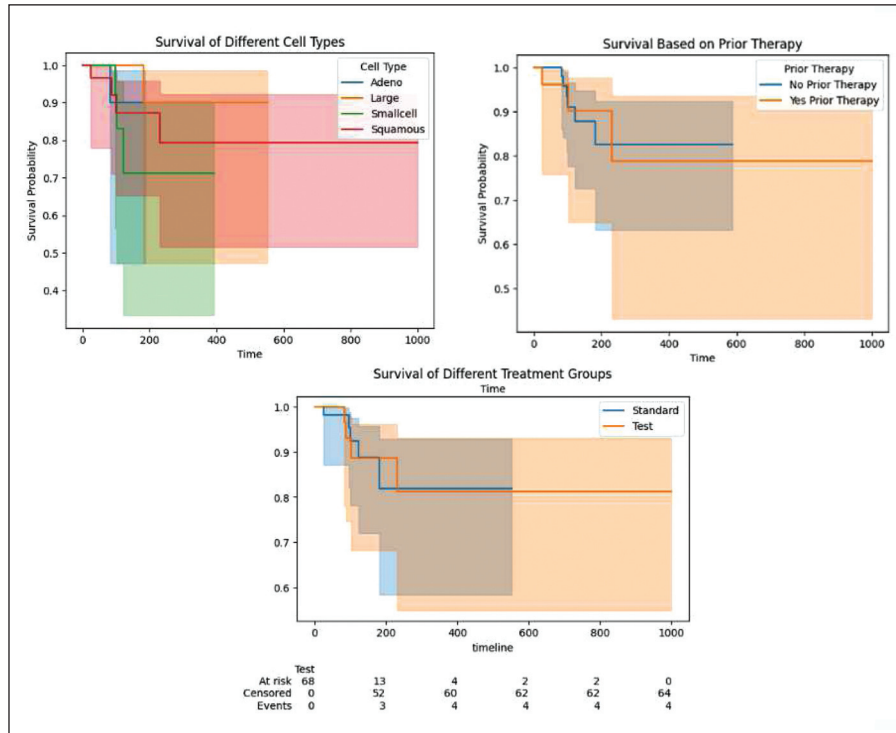 Survival of Different Cell Types
Cell Type
Adeno
Large
Smallcell
Squamous
Survival Probability
1.0
0.9
0.8
0.7
0.6
0.5
0.4
0 200 400 600 800 1000
Time
Survival Based on Prior Therapy
Prior Therapy
No Prior Therapy
Yes Prior Therapy
Survival Probability
1.0
0.9
0.8
0.7
0.6
0.5
0 200 400 600 800 1000
Time
Survival of Different Treatment Groups
Time
Standard
Test
1.0
0.9
0.8
0.7
0.6
0 200 400 600 800 1000
timeline
Test
At risk 68 13 4 2 2 0
Censored 0 52 60 62 62 64
Events 0 3 4 4 4 4